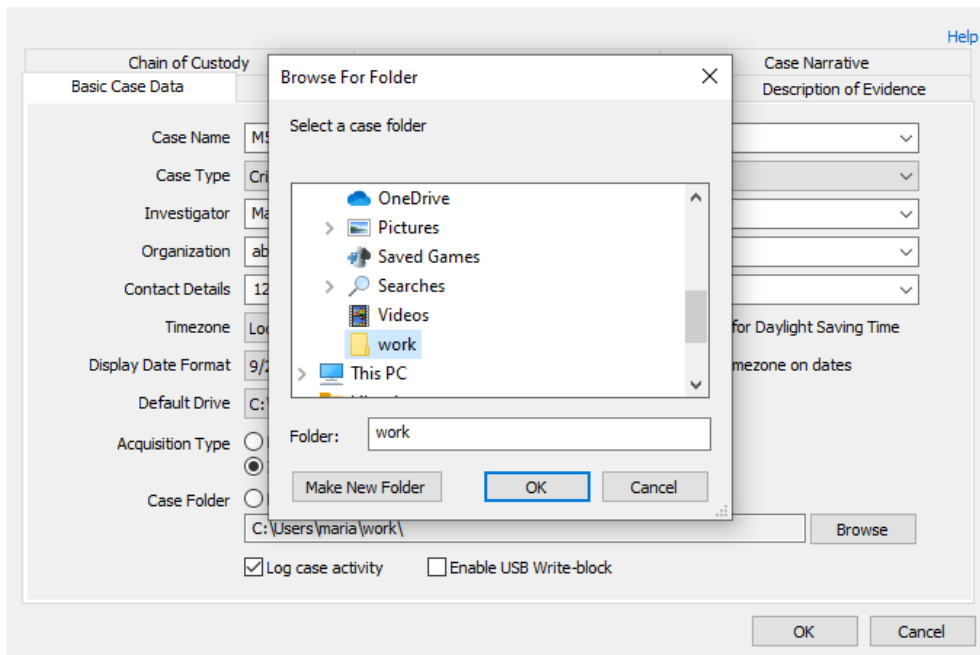 Help
Chain of Custody
Case Narrative
Basic Case Data
Description of Evidence
Browse For Folder
Select a case folder
OneDrive
Pictures
Saved Games
Searches
Videos
work
This PC
Folder: work
Make New Folder OK Cancel
Case Name
Case Type
Investigator
Organization
Contact Details
Timezone
for Daylight Saving Time
Display Date Format
Default Drive
Acquisition Type
Case Folder
C:\Users\maria\work\ Browse
Log case activity Enable USB Write-block
OK Cancel